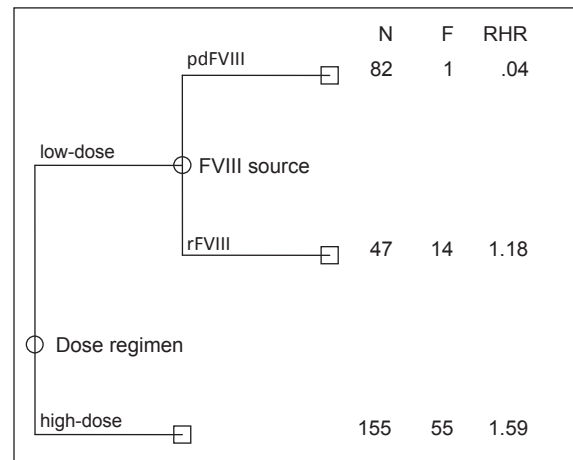 N F RHR
pdFVIII 82 1 .04
low-dose
FVIII source
rFVIII 47 14 1.18
Dose regimen
high-dose 155 55 1.59